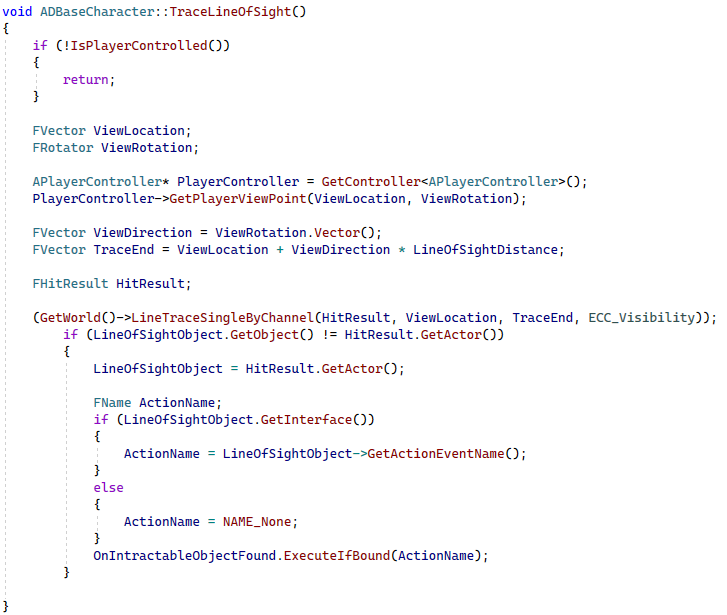 void ADBaseCharacter::TraceLineOfSight()
{
    if (!IsPlayerControlled())
    {
        return;
    }

    FVector ViewLocation;
    FRotator ViewRotation;

    APlayerController* PlayerController = GetController<APlayerController>();
    PlayerController->GetPlayerViewPoint(ViewLocation, ViewRotation);

    FVector ViewDirection = ViewRotation.Vector();
    FVector TraceEnd = ViewLocation + ViewDirection * LineOfSightDistance;

    FHitResult HitResult;

    (GetWorld()->LineTraceSingleByChannel(HitResult, ViewLocation, TraceEnd, ECC_Visibility));
        if (LineOfSightObject.GetObject() != HitResult.GetActor())
        {
            LineOfSightObject = HitResult.GetActor();

            FName ActionName;
            if (LineOfSightObject.GetInterface())
            {
                ActionName = LineOfSightObject->GetActionEventName();
            }
            else
            {
                ActionName = NAME_None;
            }
            OnIntractableObjectFound.ExecuteIfBound(ActionName);
        }

}